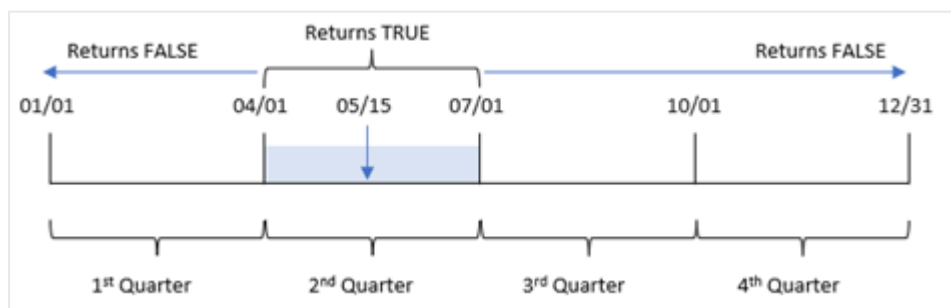 Returns TRUE
Returns FALSE
Returns FALSE
01/01
04/01
05/15
07/01
10/01
12/31
1st Quarter
2nd Quarter
3rd Quarter
4th Quarter